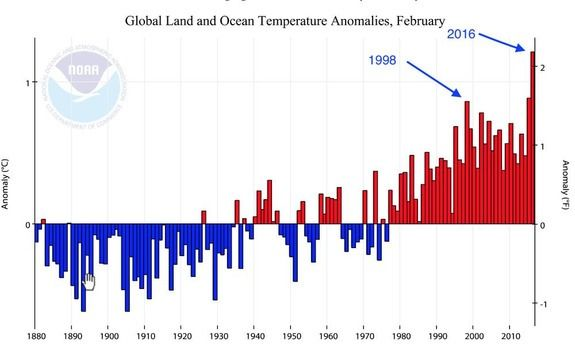 Global Land and Ocean Temperature Anomalies, February
NOAA
2016
1998
1
0
Anomaly (°C)
2
1
0
-1
Anomaly (°F)
1880 1890 1900 1910 1920 1930 1940 1950 1960 1970 1980 1990 2000 2010